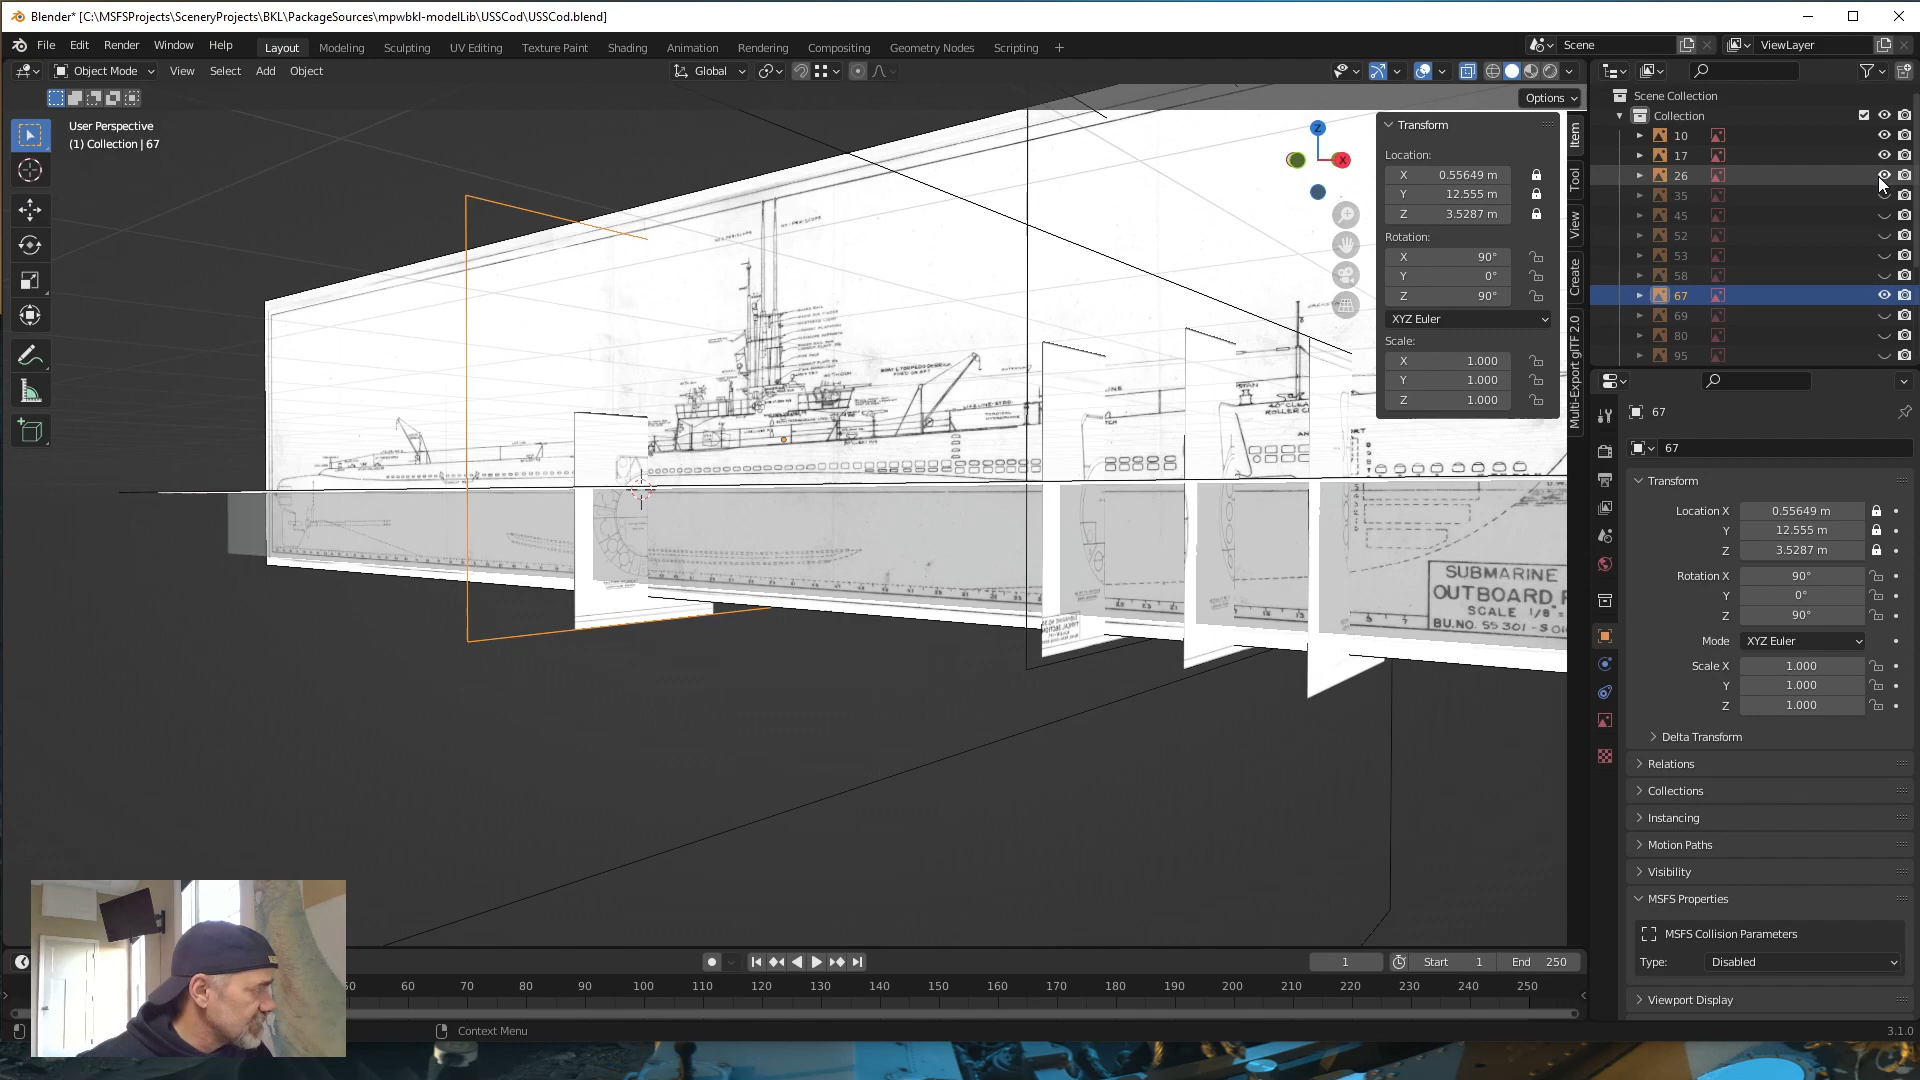 Blender* [C:\MSFSProjects\SceneryProjects\BKL\PackageSources\mpwbkl-modelLib\USSCod\USSCod.blend]
File Edit Render Window Help Layout Modeling Sculpting UV Editing Texture Paint Shading Animation Rendering Compositing Geometry Nodes Scripting + Scene ViewLayer
Object Mode View Select Add Object Global
Options
User Perspective
(1) Collection | 67
Transform
Location:
X 0.55649 m
Y 12.555 m
Z 3.5287 m
Rotation:
X 90°
Y 0°
Z 90°
XYZ Euler
Scale:
X 1.000
Y 1.000
Z 1.000
Item
Tool
View
Create
Multi-Export glTF 2.0
Z
X
SUBMARINE
OUTBOARD
SCALE 1/8" =
BU.NO. SS 301 - S
Scene Collection
Collection
10
17
26
35
45
52
53
58
67
69
80
95
67
67
Transform
Location X 0.55649 m
Y 12.555 m
Z 3.5287 m
Rotation X 90°
Y 0°
Z 90°
Mode XYZ Euler
Scale X 1.000
Y 1.000
Z 1.000
Delta Transform
Relations
Collections
Instancing
Motion Paths
Visibility
MSFS Properties
MSFS Collision Parameters
Type: Disabled
Viewport Display
1 Start 1 End 250
50 60 70 80 90 100 110 120 130 140 150 160 170 180 190 200 210 220 230 240 250
Context Menu
3.1.0